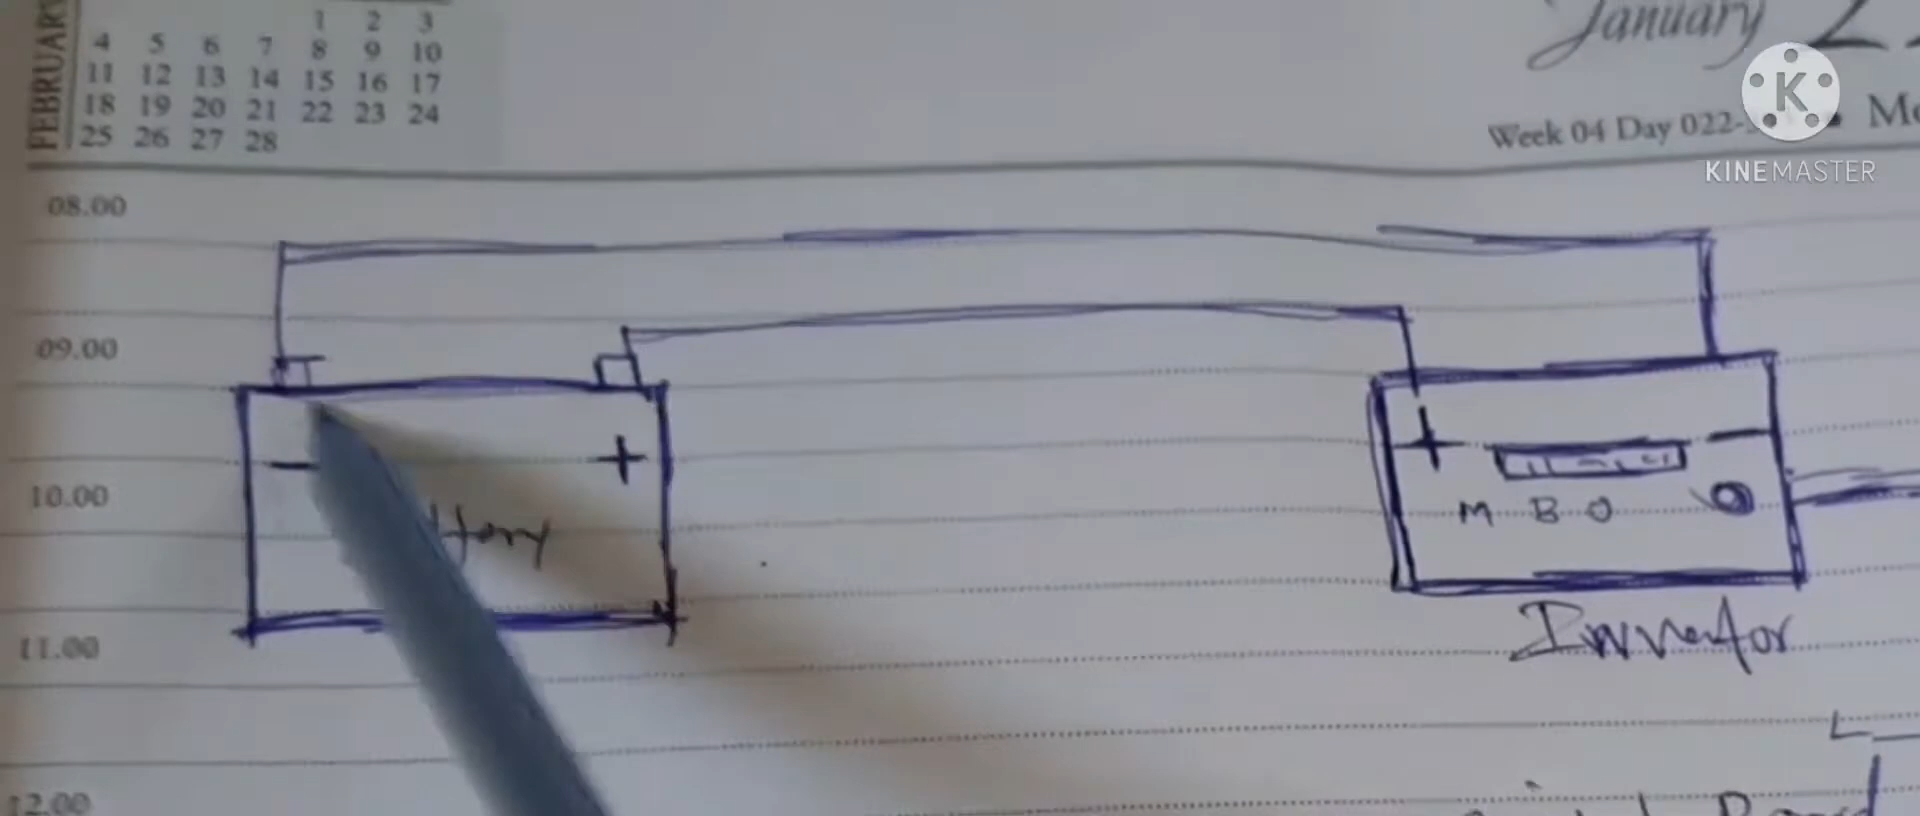 FEBRUARY
1 2 3
4 5 6 7 8 9 10
11 12 13 14 15 16 17
18 19 20 21 22 23 24
25 26 27 28
January
Week 04 Day 022-
KINEMASTER
K
08.00
09.00
10.00
11.00
12.00
- +
+ -
M B O
Invertor